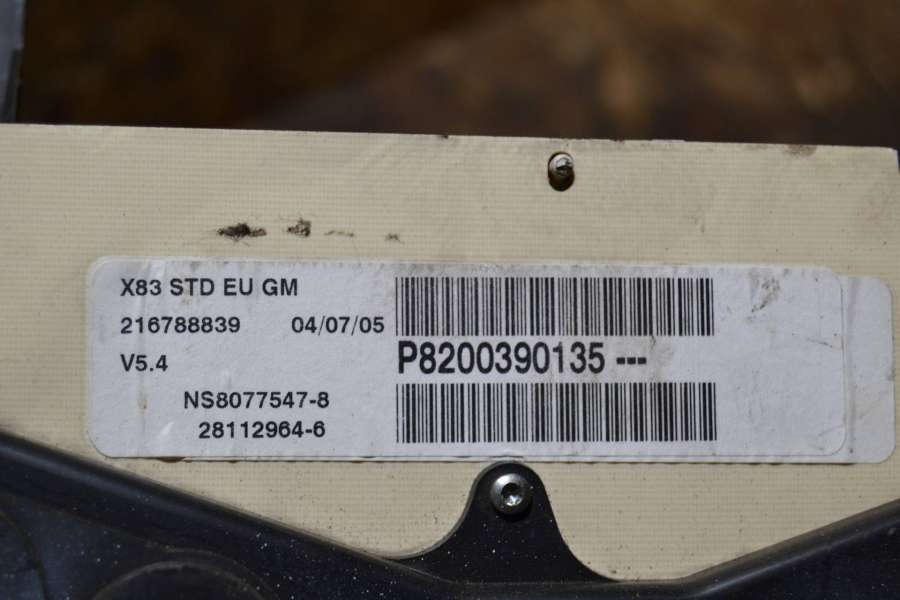 X83 STD EU GM
216788839 04/07/05
V5.4
P8200390135 ---
NS8077547-8
28112964-6